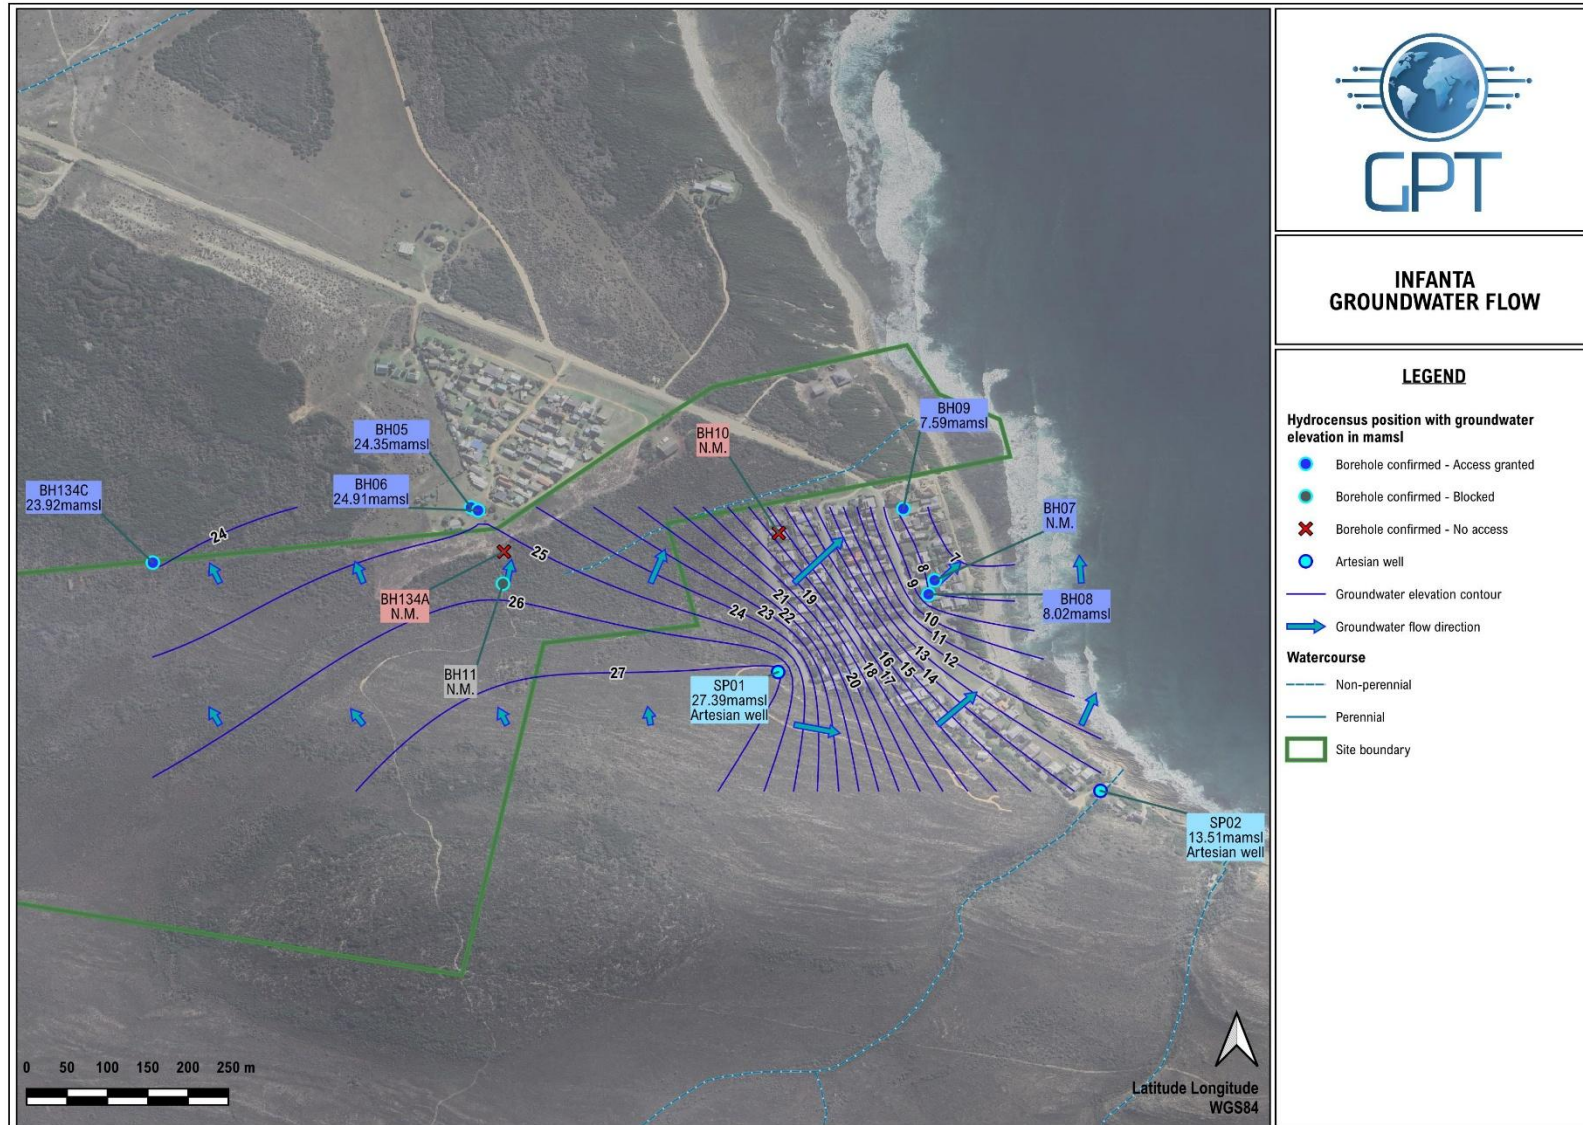 GPT
INFANTA
GROUNDWATER FLOW
LEGEND
Hydrocensus position with groundwater
elevation in mamsl
Borehole confirmed - Access granted
Borehole confirmed - Blocked
Borehole confirmed - No access
Artesian well
Groundwater elevation contour
Groundwater flow direction
Watercourse
Non-perennial
Perennial
Site boundary
BH09
7.59mamsl
BH10
N.M.
BH05
24.35mamsl
BH06
24.91mamsl
BH134C
23.92mamsl
BH07
N.M.
BH08
8.02mamsl
BH134A
N.M.
BH11
N.M.
SP01
27.39mamsl
Artesian well
SP02
13.51mamsl
Artesian well
24
25
26
27
24
23
22
21
19
20
18
17
16
15
14
13
12
11
10
9
8
7
0 50 100 150 200 250 m
Latitude Longitude
WGS84